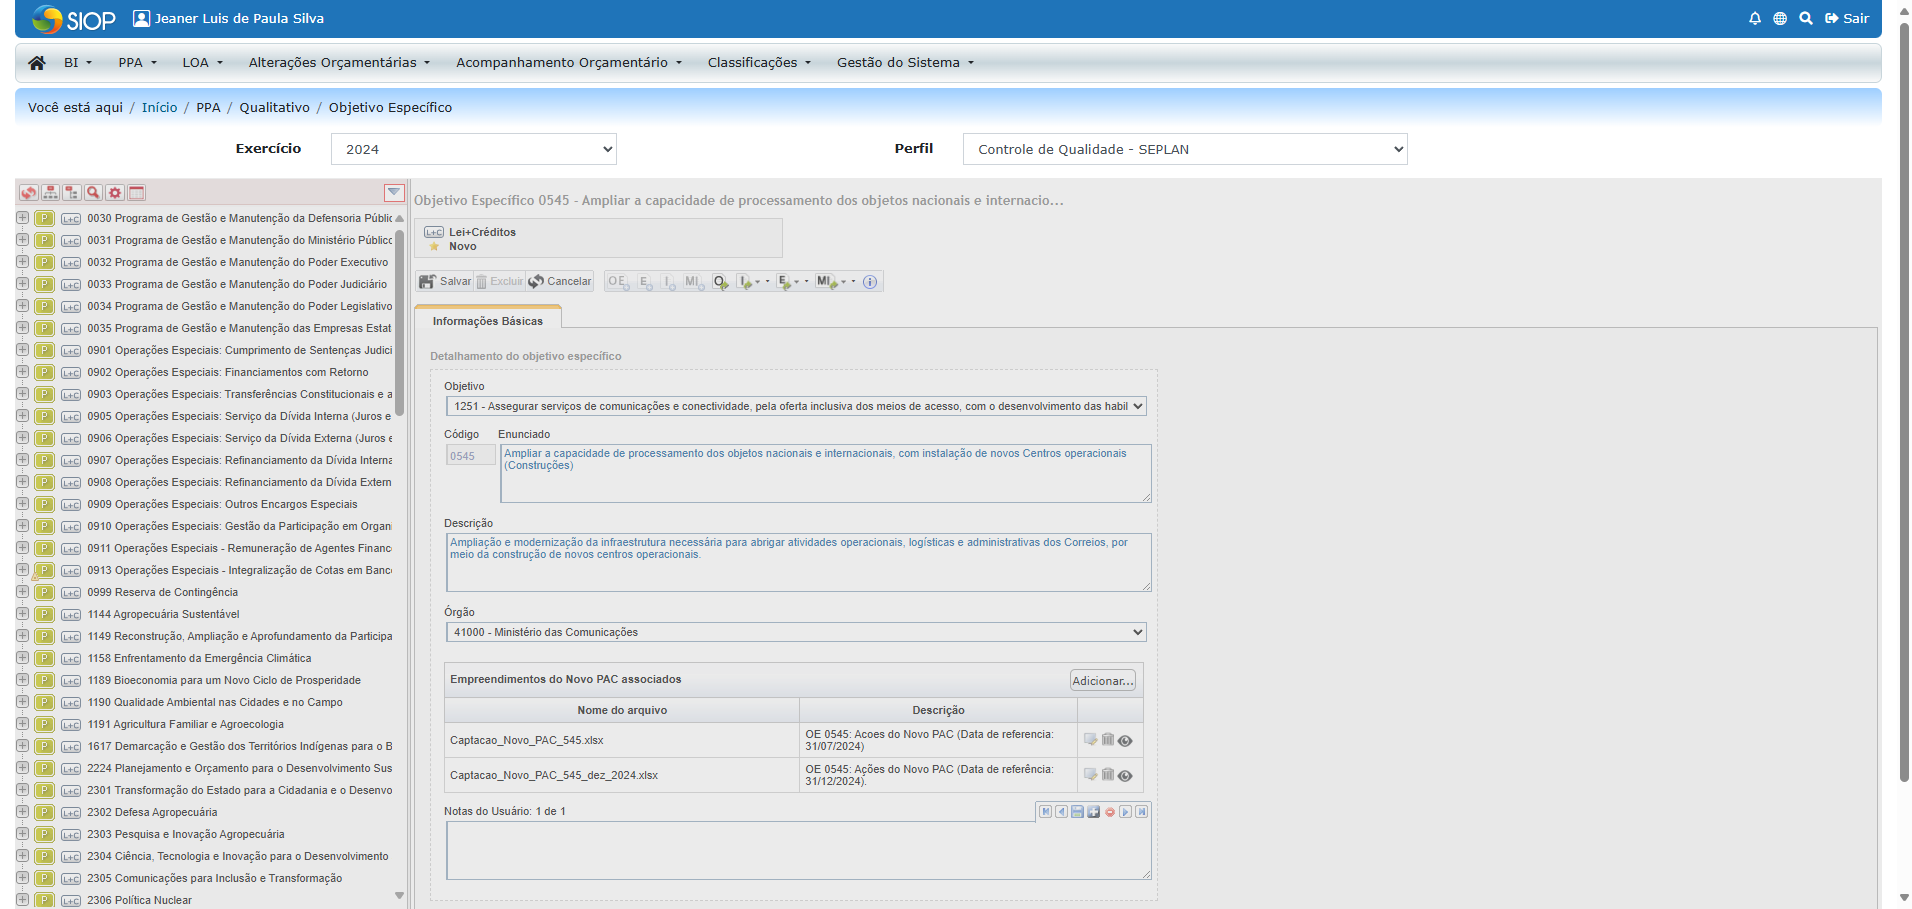 SIOP
Jeaner Luis de Paula Silva
Sair
BI
PPA
LOA
Alterações Orçamentárias
Acompanhamento Orçamentário
Classificações
Gestão do Sistema
Você está aqui / Início / PPA / Qualitativo / Objetivo Específico
Exercício
2024
Perfil
Controle de Qualidade - SEPLAN
P L+C 0030 Programa de Gestão e Manutenção da Defensoria Públic
P L+C 0031 Programa de Gestão e Manutenção do Ministério Público
P L+C 0032 Programa de Gestão e Manutenção do Poder Executivo
P L+C 0033 Programa de Gestão e Manutenção do Poder Judiciário
P L+C 0034 Programa de Gestão e Manutenção do Poder Legislativo
P L+C 0035 Programa de Gestão e Manutenção das Empresas Estat
P L+C 0901 Operações Especiais: Cumprimento de Sentenças Judici
P L+C 0902 Operações Especiais: Financiamentos com Retorno
P L+C 0903 Operações Especiais: Transferências Constitucionais e a
P L+C 0905 Operações Especiais: Serviço da Dívida Interna (Juros e
P L+C 0906 Operações Especiais: Serviço da Dívida Externa (Juros e
P L+C 0907 Operações Especiais: Refinanciamento da Dívida Interna
P L+C 0908 Operações Especiais: Refinanciamento da Dívida Extern
P L+C 0909 Operações Especiais: Outros Encargos Especiais
P L+C 0910 Operações Especiais: Gestão da Participação em Organi
P L+C 0911 Operações Especiais - Remuneração de Agentes Financ
P L+C 0913 Operações Especiais - Integralização de Cotas em Banc
P L+C 0999 Reserva de Contingência
P L+C 1144 Agropecuária Sustentável
P L+C 1149 Reconstrução, Ampliação e Aprofundamento da Participa
P L+C 1158 Enfrentamento da Emergência Climática
P L+C 1189 Bioeconomia para um Novo Ciclo de Prosperidade
P L+C 1190 Qualidade Ambiental nas Cidades e no Campo
P L+C 1191 Agricultura Familiar e Agroecologia
P L+C 1617 Demarcação e Gestão dos Territórios Indígenas para o B
P L+C 2224 Planejamento e Orçamento para o Desenvolvimento Sus
P L+C 2301 Transformação do Estado para a Cidadania e o Desenvo
P L+C 2302 Defesa Agropecuária
P L+C 2303 Pesquisa e Inovação Agropecuária
P L+C 2304 Ciência, Tecnologia e Inovação para o Desenvolvimento
P L+C 2305 Comunicações para Inclusão e Transformação
P L+C 2306 Política Nuclear
Objetivo Específico 0545 - Ampliar a capacidade de processamento dos objetos nacionais e internacio...
L+C Lei+Créditos
Novo
Salvar Excluir Cancelar OE E I MI O I E MI i
Informações Básicas
Detalhamento do objetivo específico
Objetivo
1251 - Assegurar serviços de comunicações e conectividade, pela oferta inclusiva dos meios de acesso, com o desenvolvimento das habil
Código Enunciado
0545
Ampliar a capacidade de processamento dos objetos nacionais e internacionais, com instalação de novos Centros operacionais
(Construções)
Descrição
Ampliação e modernização da infraestrutura necessária para abrigar atividades operacionais, logísticas e administrativas dos Correios, por
meio da construção de novos centros operacionais.
Órgão
41000 - Ministério das Comunicações
Empreendimentos do Novo PAC associados
Adicionar...
Nome do arquivo Descrição
Captacao_Novo_PAC_545.xlsx
OE 0545: Acoes do Novo PAC (Data de referencia:
31/07/2024)
Captacao_Novo_PAC_545_dez_2024.xlsx
OE 0545: Ações do Novo PAC (Data de referência:
31/12/2024).
Notas do Usuário: 1 de 1